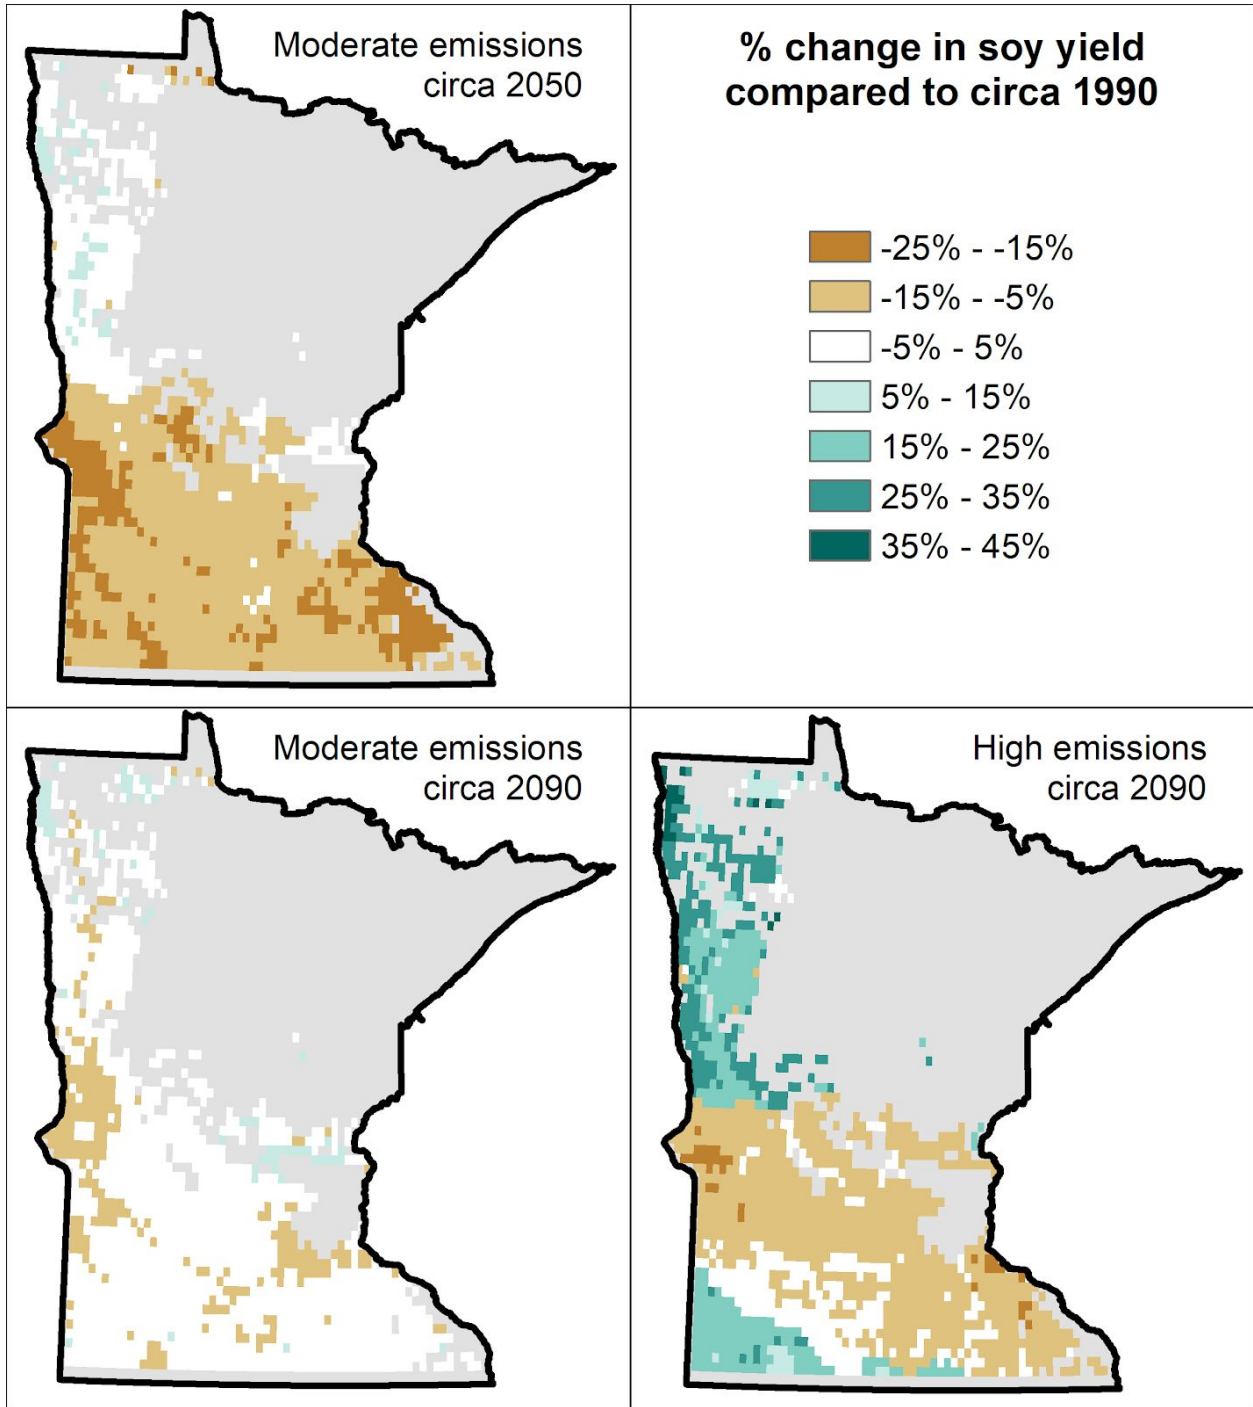 Moderate emissions
circa 2050
% change in soy yield
compared to circa 1990
-25% - -15%
-15% - -5%
-5% - 5%
5% - 15%
15% - 25%
25% - 35%
35% - 45%
Moderate emissions
circa 2090
High emissions
circa 2090